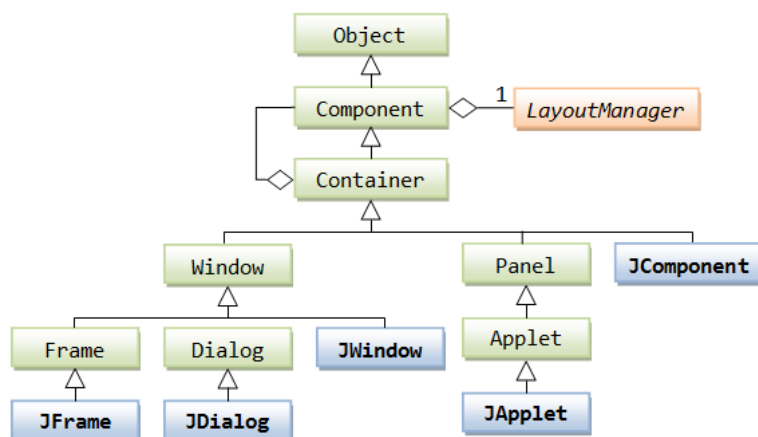 Object
Component
1
LayoutManager
Container
Window
Panel
JComponent
Frame
Dialog
JWindow
Applet
JFrame
JDialog
JApplet